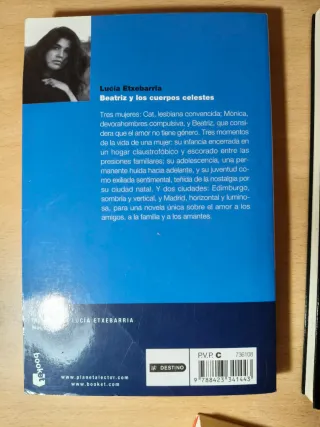 Lucía Etxebarria
Beatriz y los cuerpos celestes
Tres mujeres: Cat, lesbiana convencida; Mónica,
devorahombres compulsiva, y Beatriz, que consi-
dera que el amor no tiene género. Tres momentos
de la vida de una mujer: su infancia encerrada en
un hogar claustrofóbico y escorado entre las
presiones familiares; su adolescencia, una per-
manente huida hacia adelante, y su juventud co-
mo exiliada sentimental, teñida de la nostalgia por
su ciudad natal. Y dos ciudades: Edimburgo,
sombría y vertical, y Madrid, horizontal y lumino-
sa, para una novela única sobre el amor a los
amigos, a la familia y a los amantes.
LUCÍA ETXEBARRIA
booket
www.planetalector.com
www.booket.com
DESTINO
P.V.P. C
736108
9 788423 341443